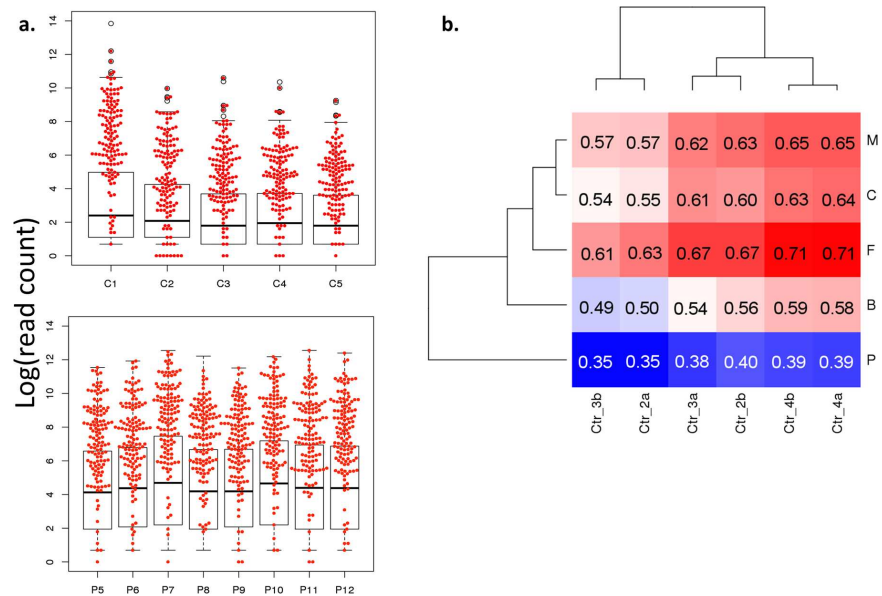 a.
14
12
10
8
6
4
2
0
C1 C2 C3 C4 C5
Log(read count)
14
12
10
8
6
4
2
0
P5 P6 P7 P8 P9 P10 P11 P12
b.
0.57 0.57 0.62 0.63 0.65 0.65 M
0.54 0.55 0.61 0.60 0.63 0.64 C
0.61 0.63 0.67 0.67 0.71 0.71 F
0.49 0.50 0.54 0.56 0.59 0.58 B
0.35 0.35 0.38 0.40 0.39 0.39 P
Ctr_3b Ctr_2a Ctr_3a Ctr_2b Ctr_4b Ctr_4a